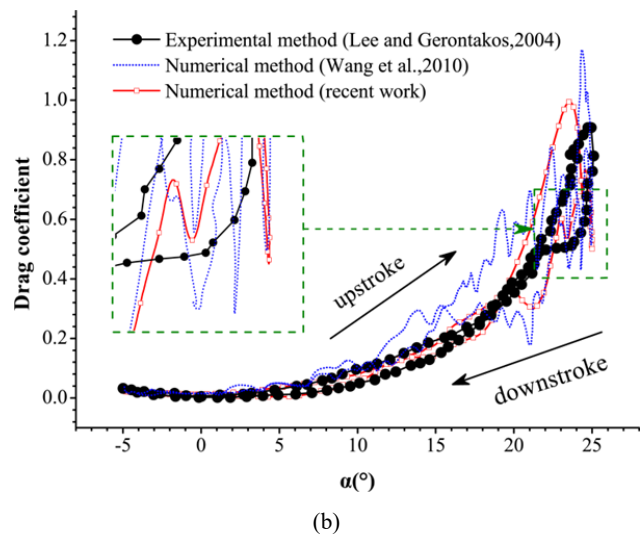 Experimental method (Lee and Gerontakos,2004)
Numerical method (Wang et al.,2010)
Numerical method (recent work)
Drag coefficient
1.2
1.0
0.8
0.6
0.4
0.2
0.0
upstroke
downstroke
-5 0 5 10 15 20 25
α(°)
(b)